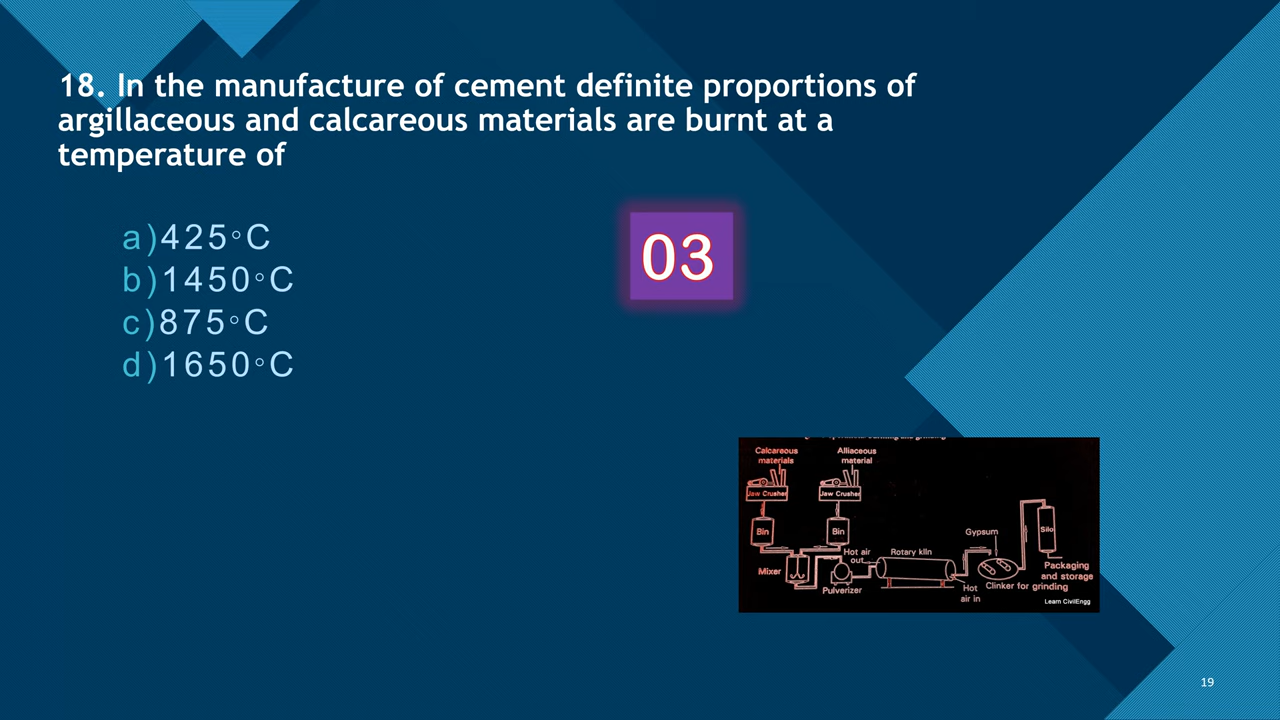 18. In the manufacture of cement definite proportions of
argillaceous and calcareous materials are burnt at a
temperature of
a)425◦C
b)1450◦C
c)875◦C
d)1650◦C
03
Calcareous
materials
Alliaceous
material
Jaw Crusher
Jaw Crusher
Bin
Bin
Mixer
Hot air
out
Pulverizer
Rotary kiln
Hot
air in
Gypsum
Clinker for grinding
Silo
Packaging
and storage
Learn CivilEngg
19